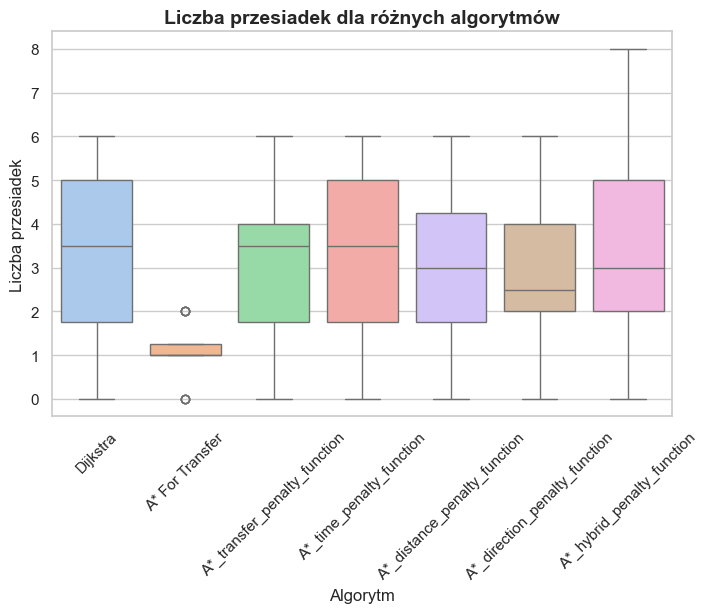 Liczba przesiadek dla różnych algorytmów
Liczba przesiadek
8
7
6
5
4
3
2
1
0
Dijkstra
A* For Transfer
A*_transfer_penalty_function
A*_time_penalty_function
A*_distance_penalty_function
A*_direction_penalty_function
A*_hybrid_penalty_function
Algorytm